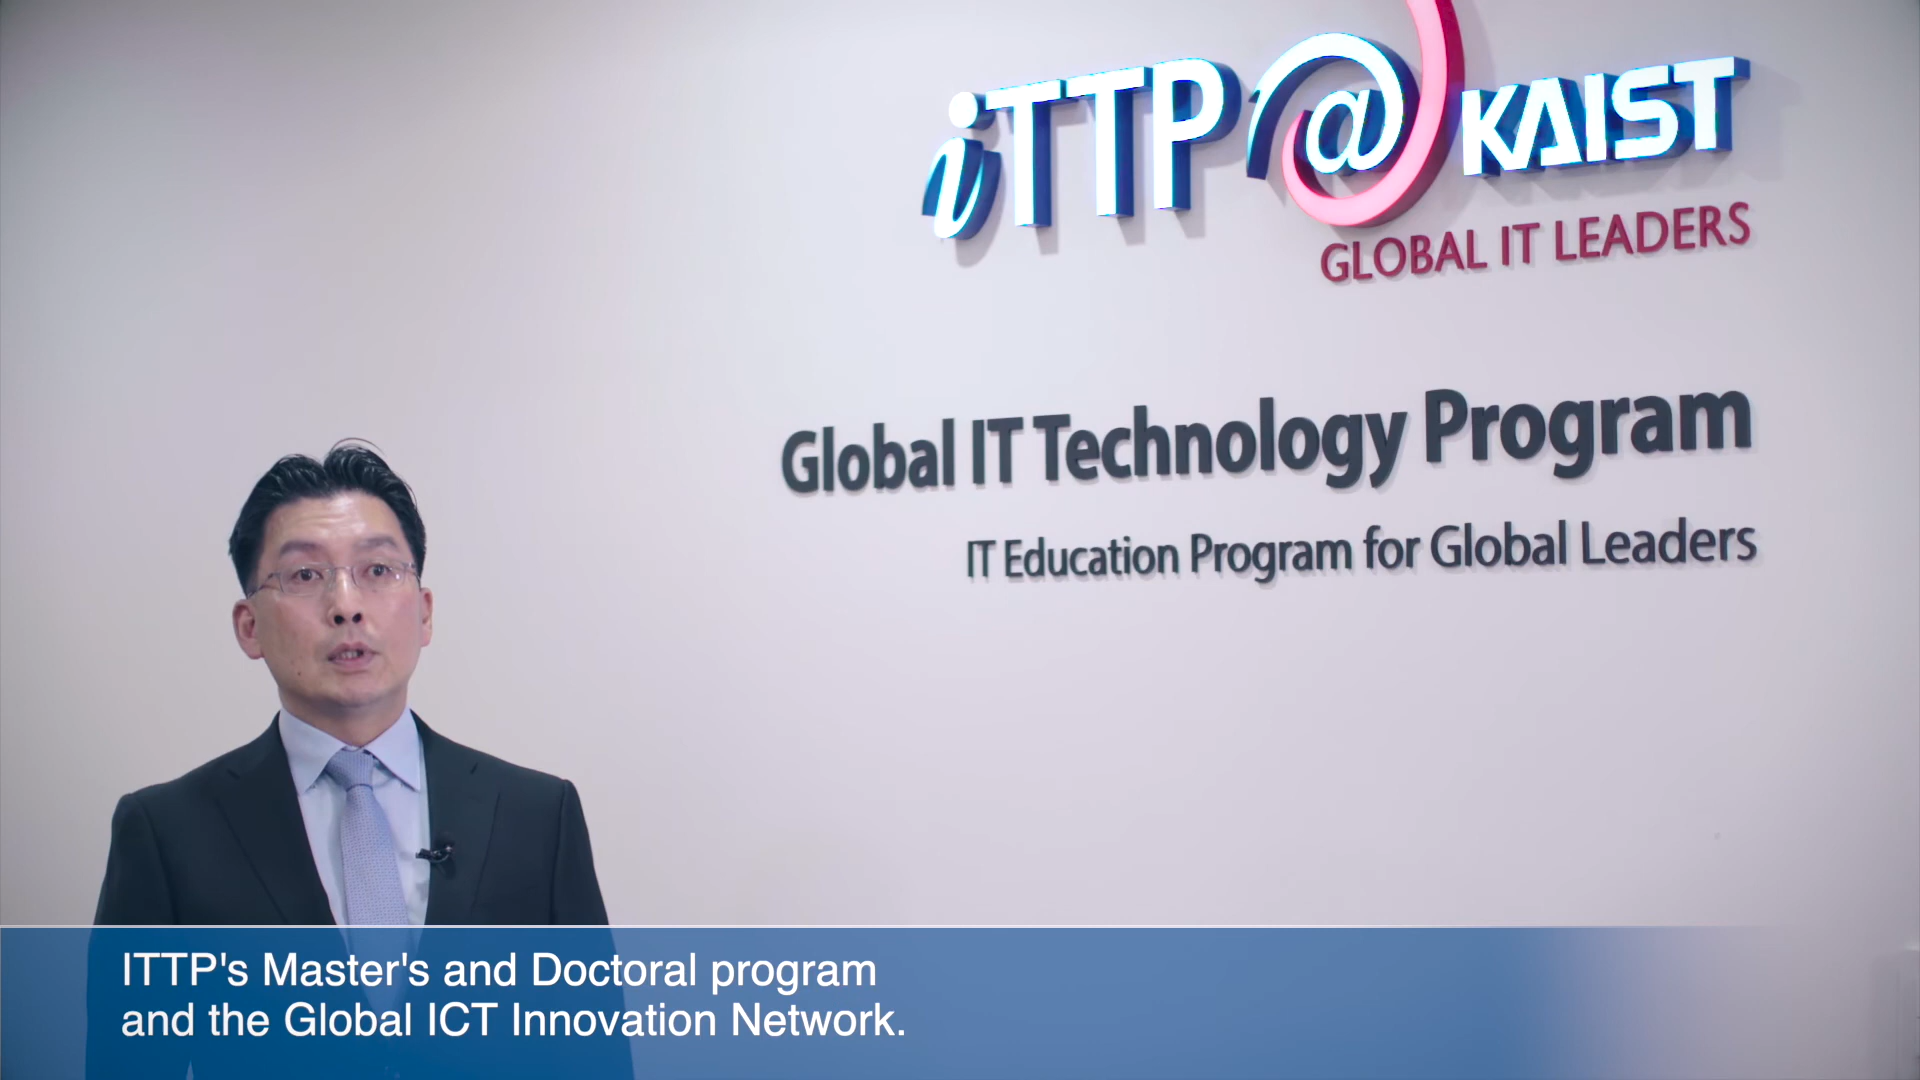 iTTP@KAIST
GLOBAL IT LEADERS
Global IT Technology Program
IT Education Program for Global Leaders
ITTP's Master's and Doctoral program
and the Global ICT Innovation Network.